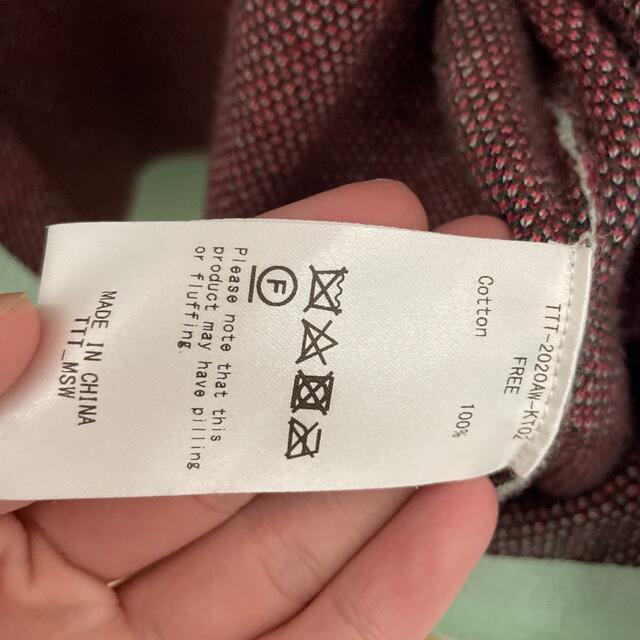 TTT-2020AW-KT02
FREE
Cotton 100%
F
Please note that this
product may have pilling
or fluffing.
MADE IN CHINA
TTT_MSW